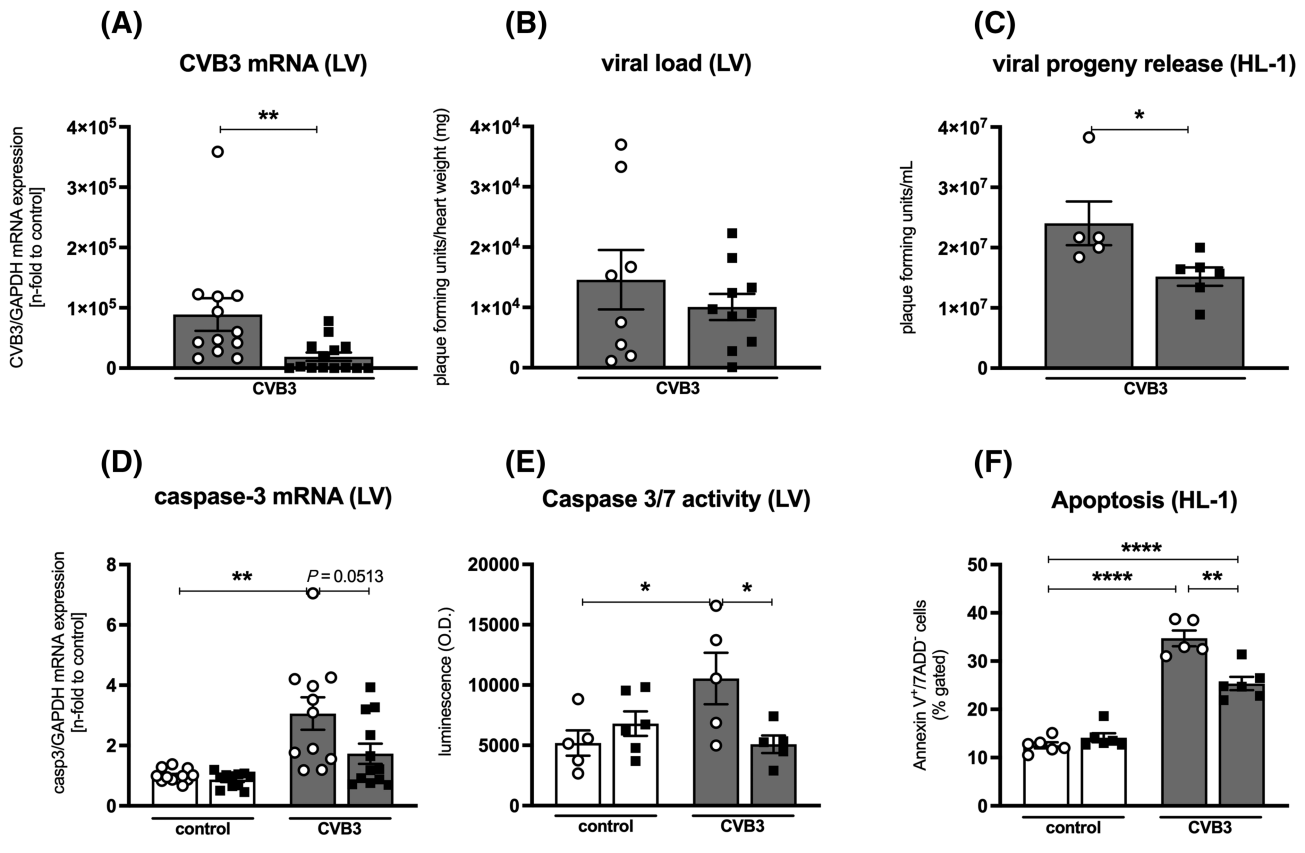 (A)
CVB3 mRNA (LV)
CVB3/GAPDH mRNA expression
[n-fold to control]
4×10⁵
3×10⁵
2×10⁵
1×10⁵
0
**
CVB3
(B)
viral load (LV)
plaque forming units/heart weight (mg)
4×10⁴
3×10⁴
2×10⁴
1×10⁴
0
CVB3
(C)
viral progeny release (HL-1)
plaque forming units/mL
4×10⁷
3×10⁷
2×10⁷
1×10⁷
0
*
CVB3
(D)
caspase-3 mRNA (LV)
casp3/GAPDH mRNA expression
[n-fold to control]
8
6
4
2
0
**
P = 0.0513
control
CVB3
(E)
Caspase 3/7 activity (LV)
luminescence (O.D.)
20000
15000
10000
5000
0
*
*
control
CVB3
(F)
Apoptosis (HL-1)
Annexin V⁺/7ADD⁻ cells
(% gated)
50
40
30
20
10
0
****
****
**
control
CVB3